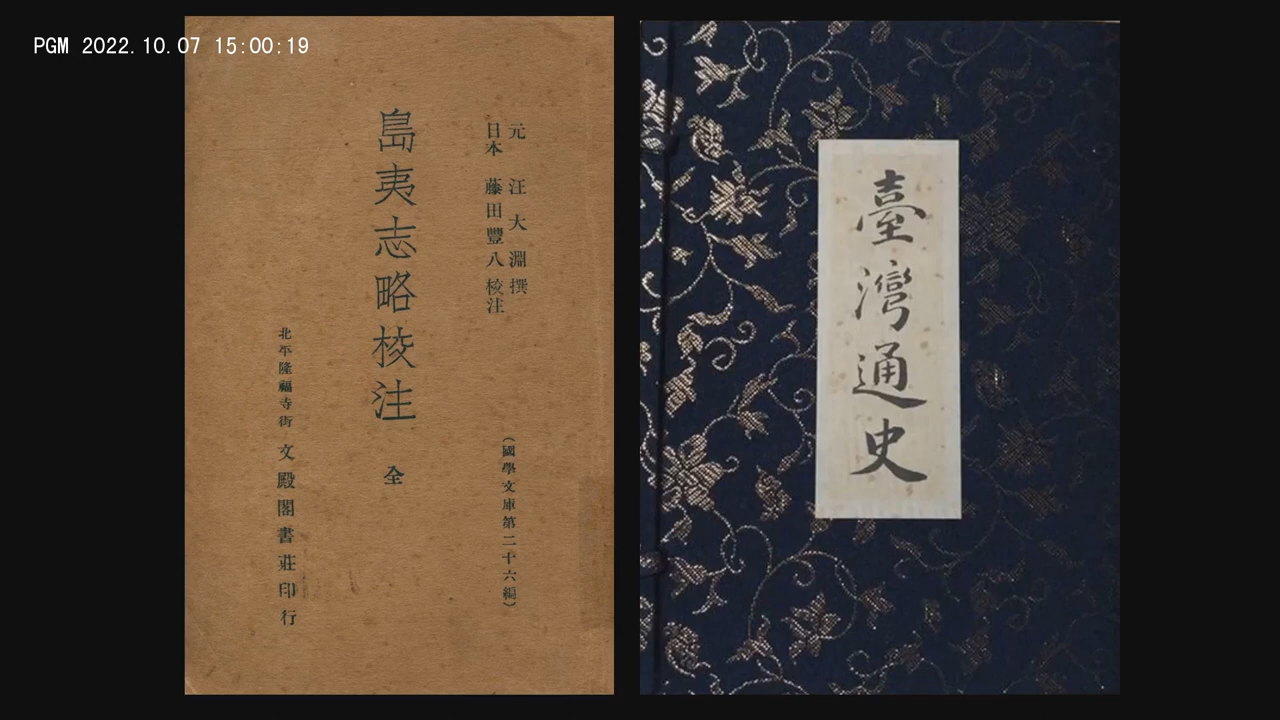 PGM 2022.10.07 15:00:19
元 汪大淵撰
日本 藤田豐八校注
島夷志略校注 全
(國學文庫第二十六編)
北平隆福寺街 文殿閣書莊印行
臺灣通史